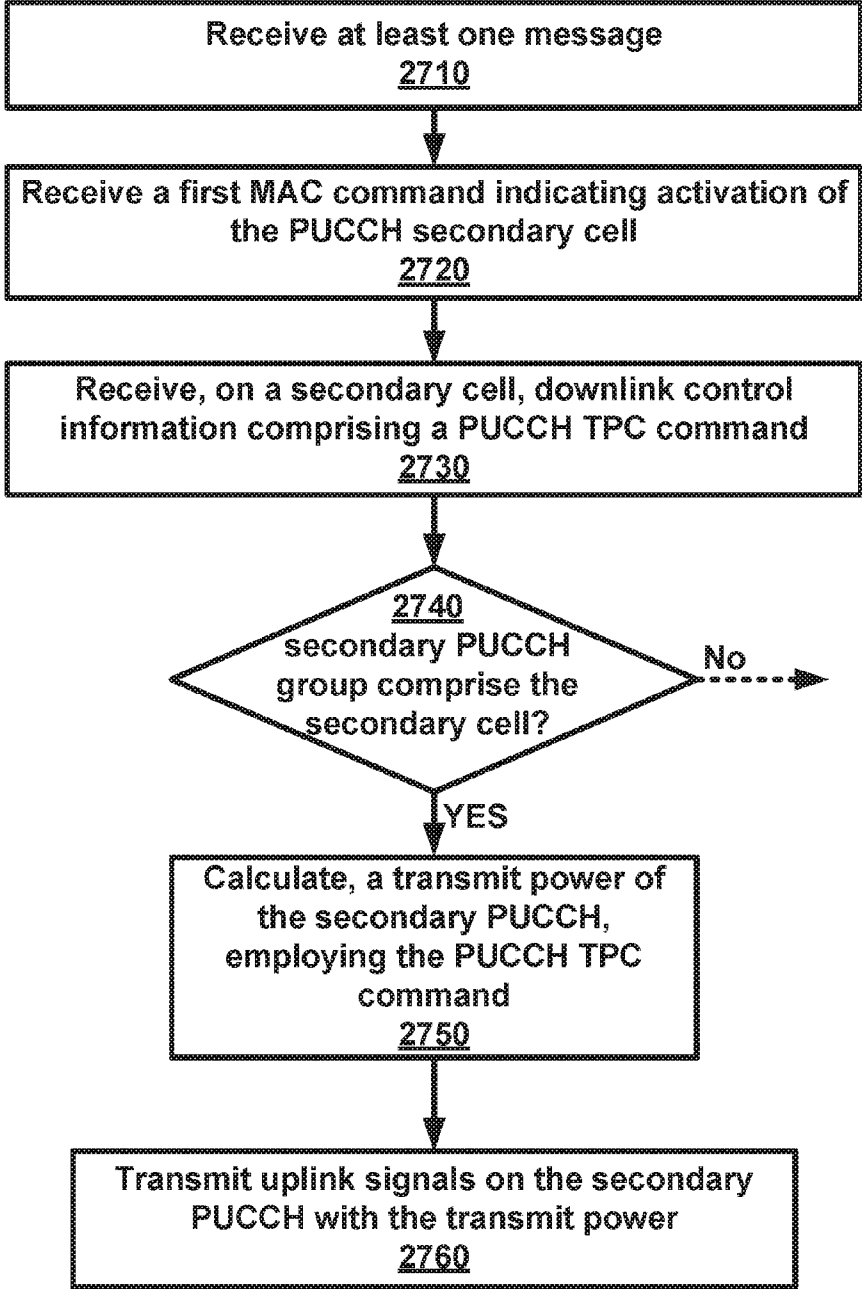 Receive at least one message
2710
Receive a first MAC command indicating activation of
the PUCCH secondary cell
2720
Receive, on a secondary cell, downlink control
information comprising a PUCCH TPC command
2730
2740
secondary PUCCH
group comprise the
secondary cell?
No
YES
Calculate, a transmit power of
the secondary PUCCH,
employing the PUCCH TPC
command
2750
Transmit uplink signals on the secondary
PUCCH with the transmit power
2760